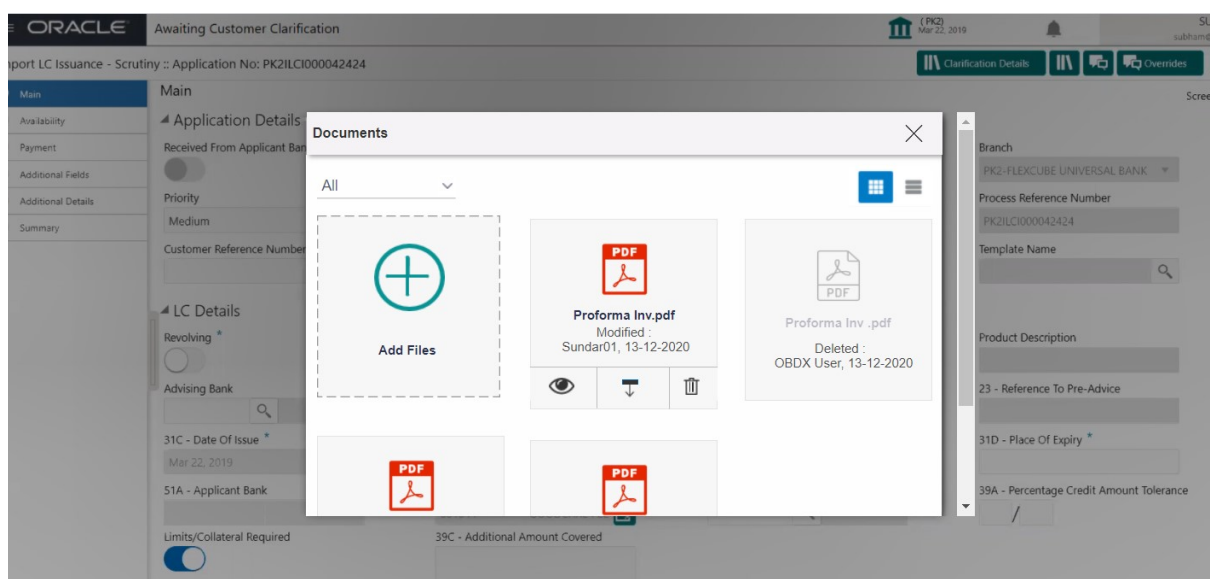 ORACLE
Awaiting Customer Clarification
( PK2)
Mar 22, 2019
subham@
mport LC Issuance - Scrutiny :: Application No: PK2ILCI000042424
Clarification Details
Overrides
Main
Availability
Payment
Additional Fields
Additional Details
Summary
Main
Scree
Application Details
Received From Applicant Ban
Branch
PK2-FLEXCUBE UNIVERSAL BANK
Priority
Medium
Process Reference Number
PK2ILCI000042424
Customer Reference Number
Template Name
LC Details
Revolving *
Product Description
Advising Bank
23 - Reference To Pre-Advice
31C - Date Of Issue *
Mar 22, 2019
31D - Place Of Expiry *
51A - Applicant Bank
39A - Percentage Credit Amount Tolerance
/
Limits/Collateral Required
39C - Additional Amount Covered
Documents
All
Add Files
PDF
Proforma Inv.pdf
Modified :
Sundar01, 13-12-2020
PDF
Proforma Inv .pdf
Deleted :
OBDX User, 13-12-2020
PDF
PDF